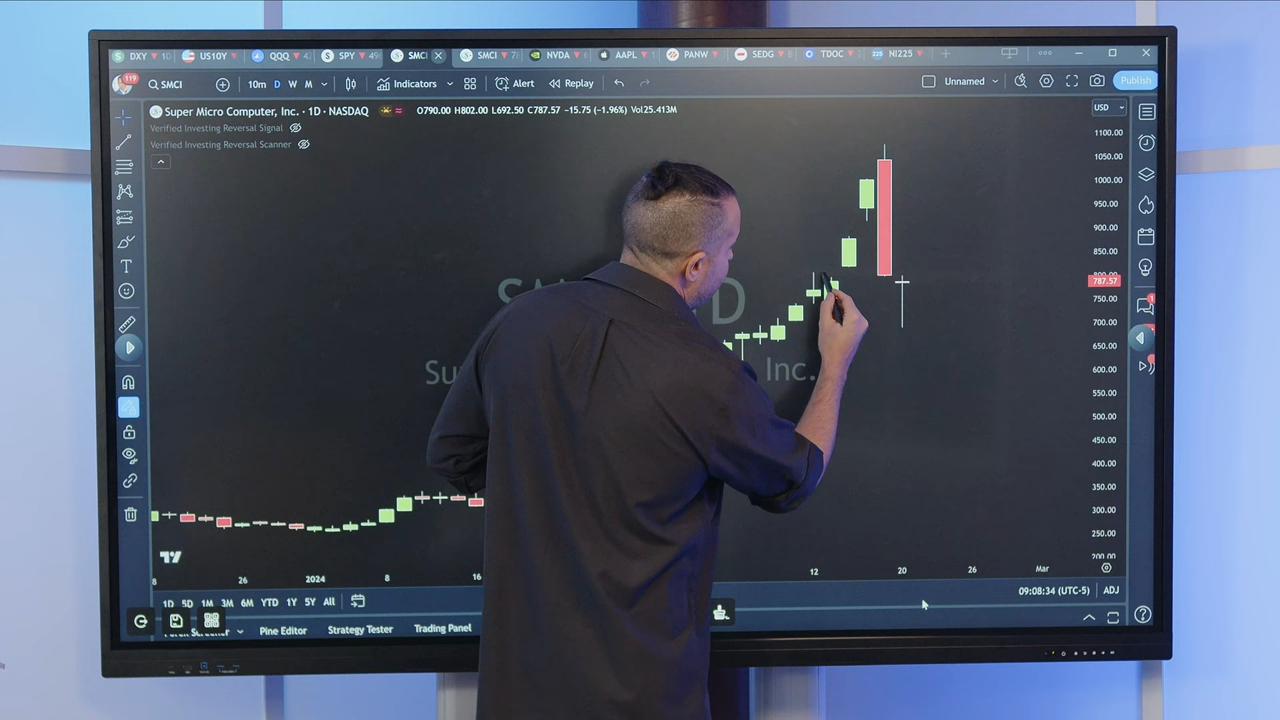 DXY US10Y QQQ SPY 49 SMCI SMCI NVDA AAPL PANW SEDG TDOC 225 NI225
119 SMCI 10m D W M Indicators Alert Replay Unnamed Publish
Super Micro Computer, Inc. · 1D · NASDAQ O790.00 H802.00 L692.50 C787.57 −15.75 (−1.96%) Vol25.413M USD
Verified Investing Reversal Signal
Verified Investing Reversal Scanner
1100.00
1050.00
1000.00
950.00
900.00
850.00
800.00
787.57
750.00
700.00
650.00
600.00
550.00
500.00
450.00
400.00
350.00
300.00
250.00
200.00
D
Inc.
8 26 2024 8 16 12 20 26 Mar
1D 5D 1M 3M 6M YTD 1Y 5Y All 09:08:34 (UTC-5) ADJ
Forex Screener Pine Editor Strategy Tester Trading Panel